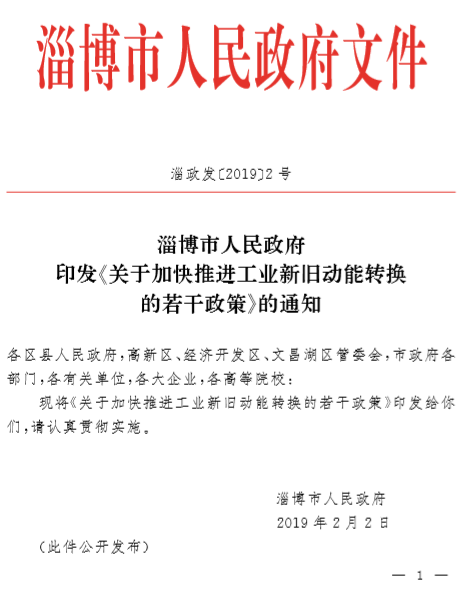 淄博市人民政府文件
淄政发〔2019〕2号
淄博市人民政府
印发《关于加快推进工业新旧动能转换
的若干政策》的通知
各区县人民政府,高新区、经济开发区、文昌湖区管委会,市政府各
部门,各有关单位,各大企业,各高等院校:
现将《关于加快推进工业新旧动能转换的若干政策》印发给你
们,请认真贯彻实施。
淄博市人民政府
2019年2月2日
(此件公开发布)
— 1 —